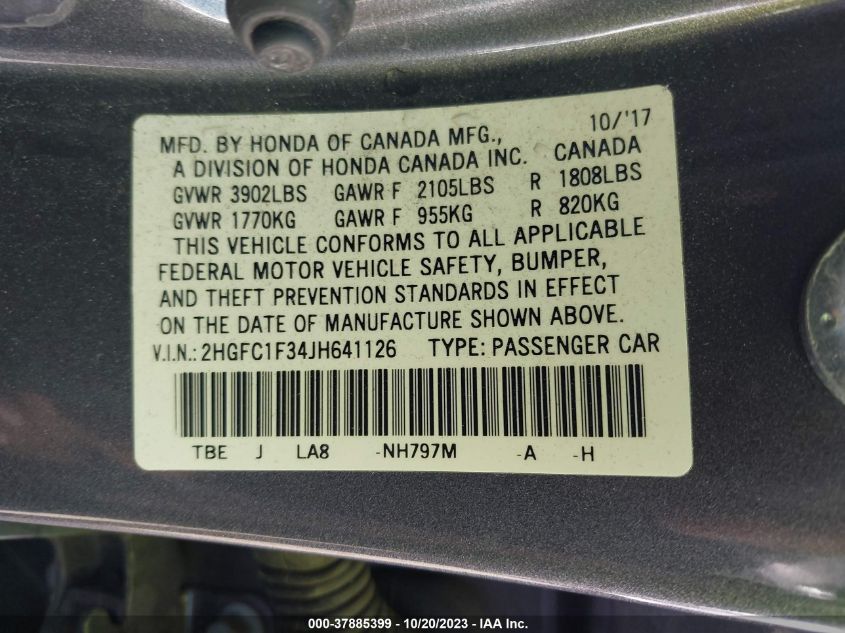 MFD. BY HONDA OF CANADA MFG., 10/'17
A DIVISION OF HONDA CANADA INC. CANADA
GVWR 3902LBS GAWR F 2105LBS R 1808LBS
GVWR 1770KG GAWR F 955KG R 820KG
THIS VEHICLE CONFORMS TO ALL APPLICABLE
FEDERAL MOTOR VEHICLE SAFETY, BUMPER,
AND THEFT PREVENTION STANDARDS IN EFFECT
ON THE DATE OF MANUFACTURE SHOWN ABOVE.
V.I.N.: 2HGFC1F34JH641126 TYPE: PASSENGER CAR
TBE J LA8 -NH797M -A -H
000-37885399 | 10/20/2023 - IAA Inc.